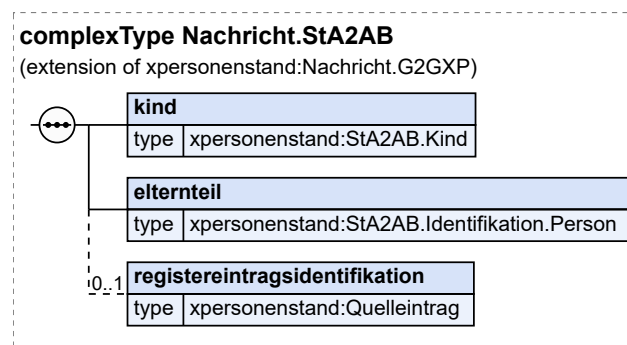 complexType Nachricht.StA2AB
(extension of xpersonenstand:Nachricht.G2GXP)
kind
type xpersonenstand:StA2AB.Kind
elternteil
type xpersonenstand:StA2AB.Identifikation.Person
0..1 registereintragsidentifikation
type xpersonenstand:Quelleintrag